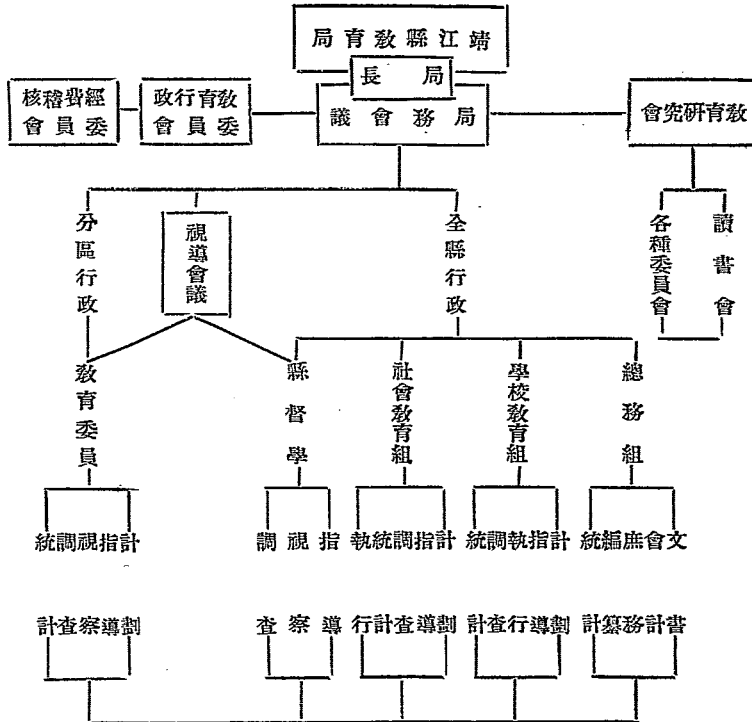 靖江縣教育局
局長
局務會議
教育研究會
教育行政
委員會
經費稽核
委員會
讀書會
各種委員會
全縣行政
視導會議
分區行政
總務組
學校教育組
社會教育組
縣督學
教育委員
文書
會計
庶務
編纂
統計
計劃
指導
執行
調查
統計
計劃
指導
調查
統計
執行
指導
視察
調查
計劃
指導
視察
調查
統計